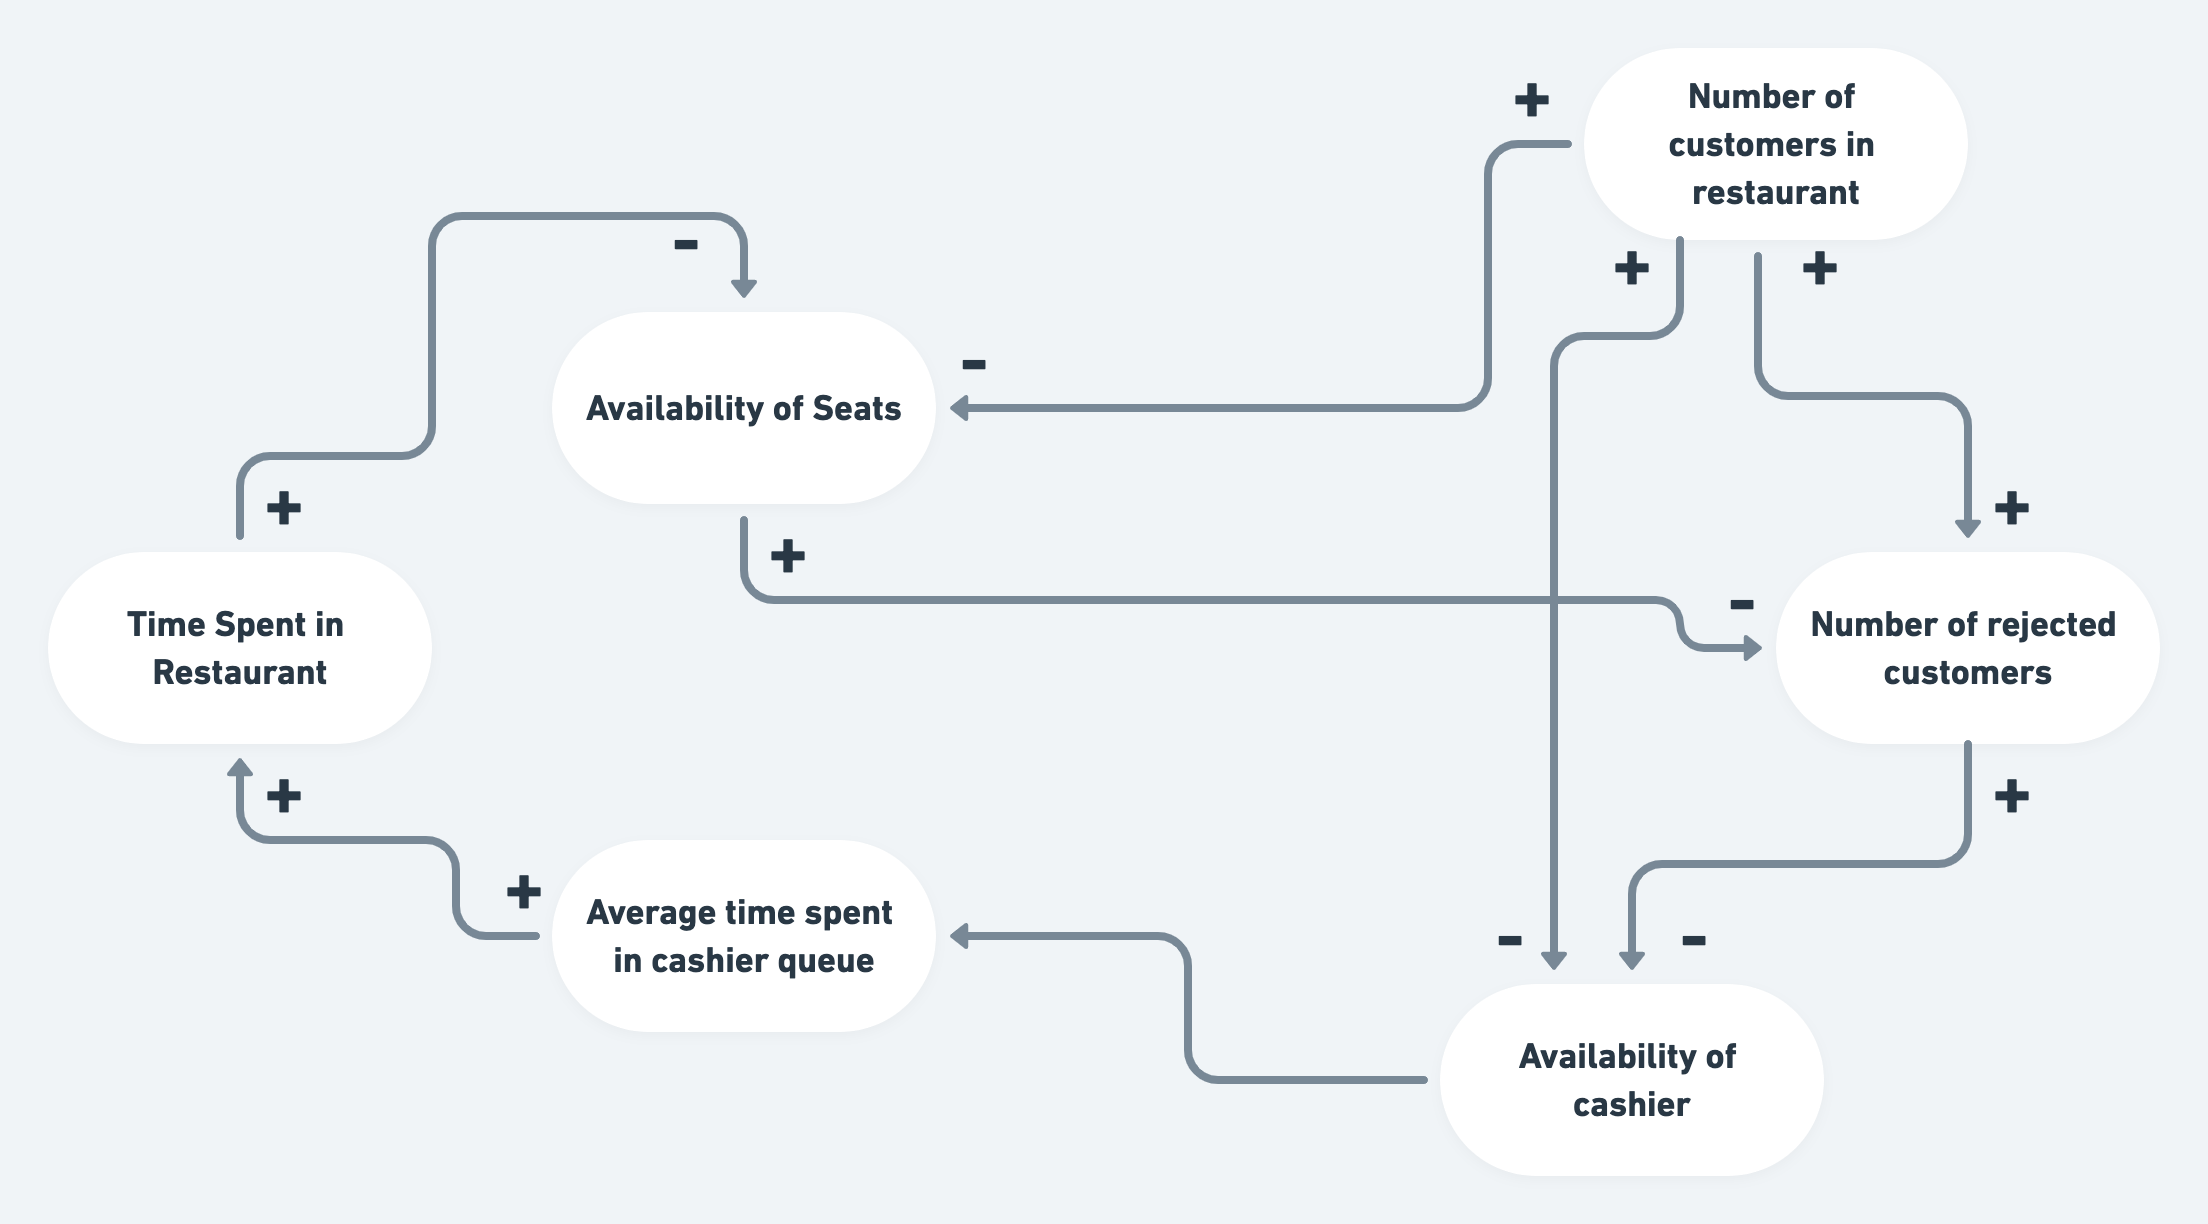 Number of
customers in
restaurant
+
+
+
-
-
Availability of Seats
+
+
+
-
Time Spent in
Restaurant
Number of rejected
customers
+
+
+
Average time spent
in cashier queue
-
-
Availability of
cashier